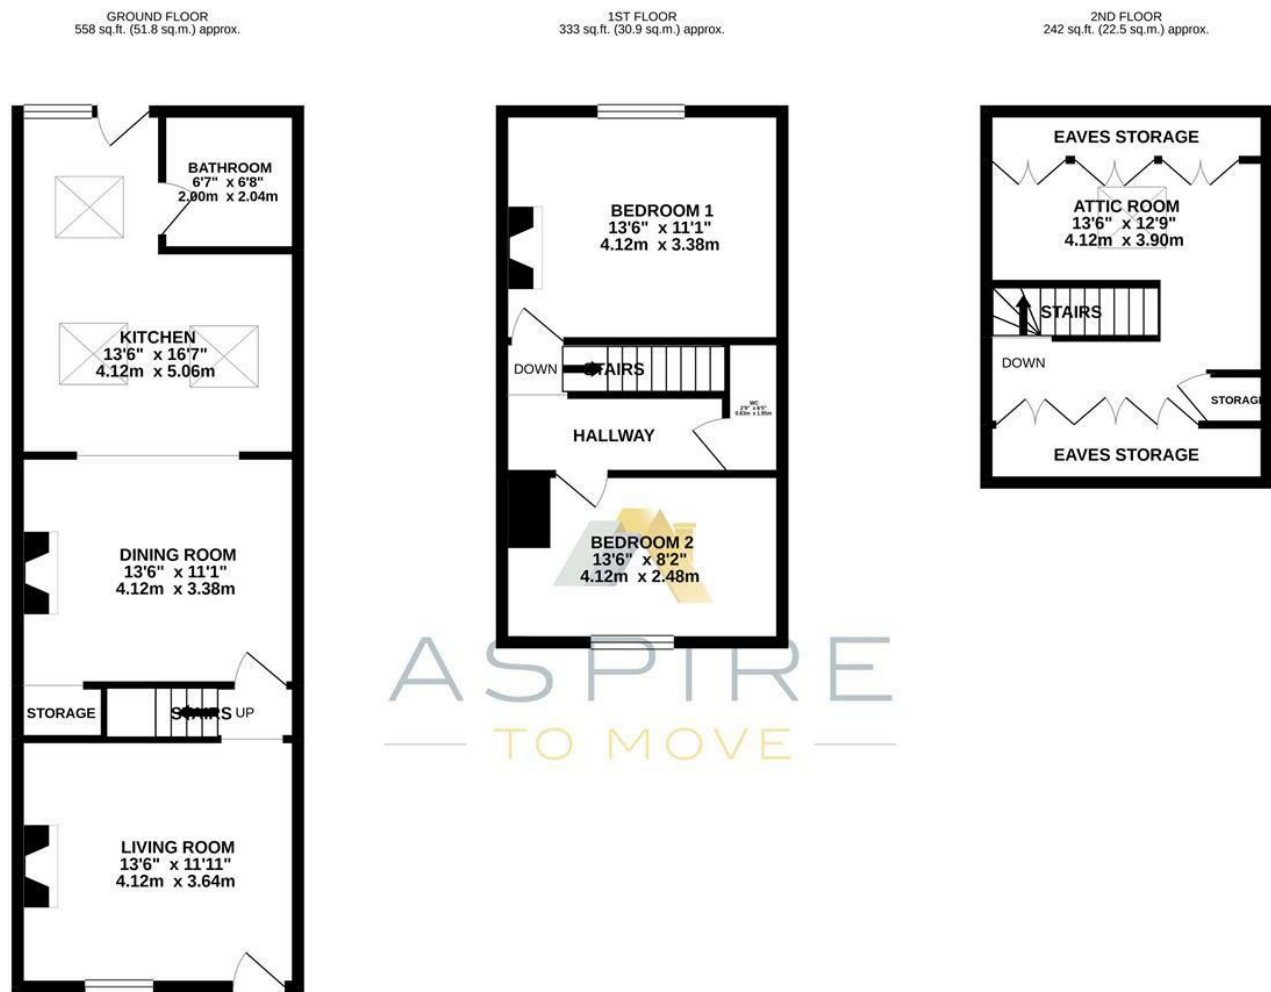 GROUND FLOOR
558 sq.ft. (51.8 sq.m.) approx.
BATHROOM
6'7" x 6'8"
2.00m x 2.04m
KITCHEN
13'6" x 16'7"
4.12m x 5.06m
DINING ROOM
13'6" x 11'1"
4.12m x 3.38m
STORAGE
STAIRS
UP
LIVING ROOM
13'6" x 11'11"
4.12m x 3.64m
1ST FLOOR
333 sq.ft. (30.9 sq.m.) approx.
BEDROOM 1
13'6" x 11'1"
4.12m x 3.38m
DOWN
STAIRS
WC
HALLWAY
BEDROOM 2
13'6" x 8'2"
4.12m x 2.48m
ASPIRE
TO MOVE
2ND FLOOR
242 sq.ft. (22.5 sq.m.) approx.
EAVES STORAGE
ATTIC ROOM
13'6" x 12'9"
4.12m x 3.90m
STAIRS
DOWN
STORAGE
EAVES STORAGE